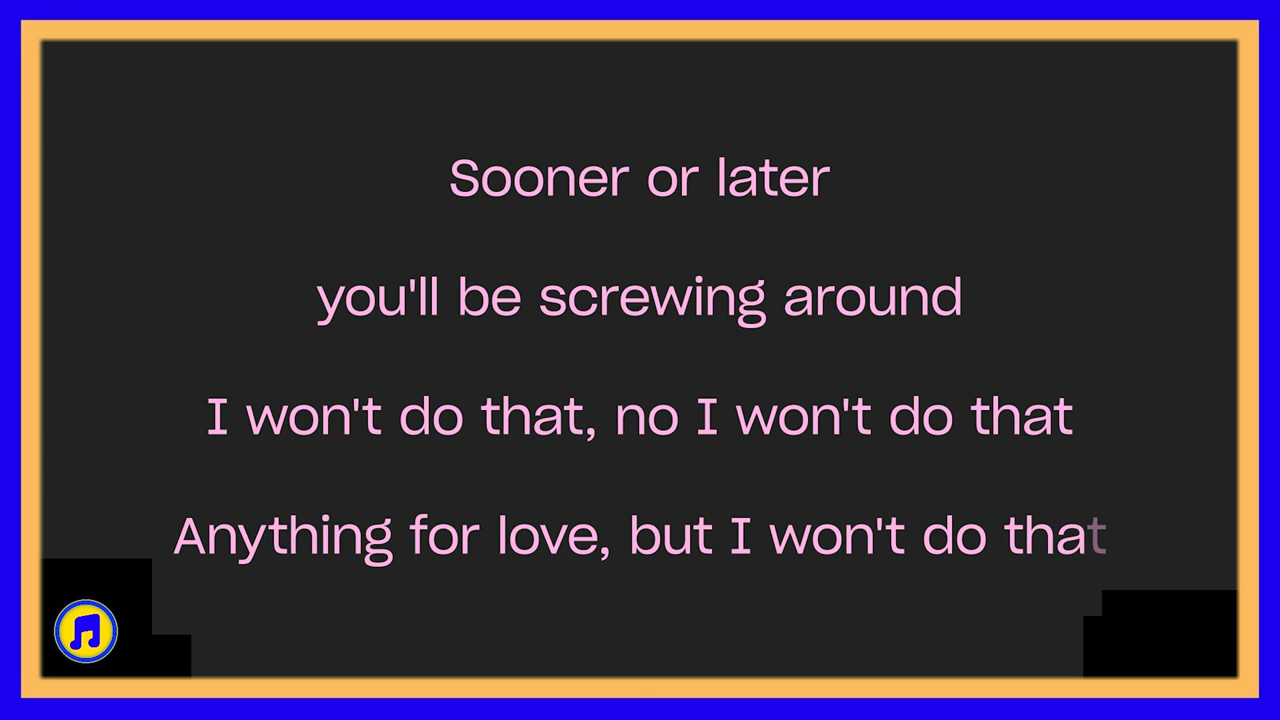 Sooner or later
you'll be screwing around
I won't do that, no I won't do that
Anything for love, but I won't do that